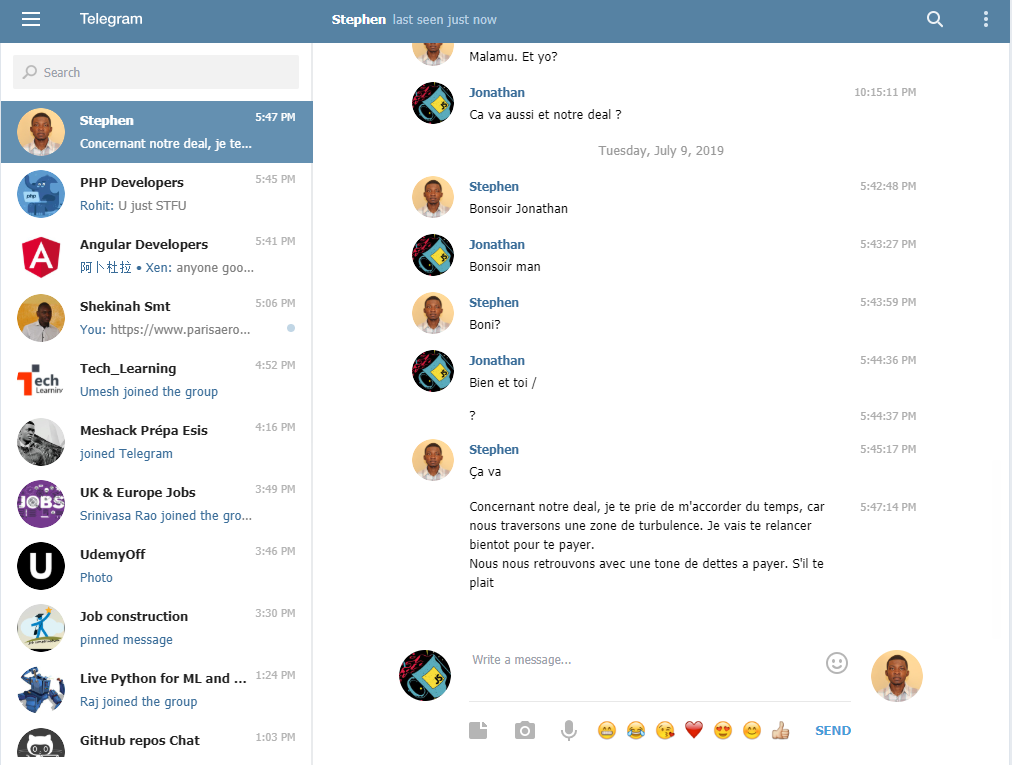 Telegram
Stephen last seen just now
Search
Stephen 5:47 PM
Concernant notre deal, je te...
PHP Developers 5:45 PM
Rohit: U just STFU
php
Angular Developers 5:41 PM
阿卜杜拉 • Xen: anyone goo...
A
Shekinah Smt 5:06 PM
You: https://www.parisaero...
Tech_Learning 4:52 PM
Umesh joined the group
Tech
Learning
Meshack Prépa Esis 4:16 PM
joined Telegram
UK & Europe Jobs 3:49 PM
Srinivasa Rao joined the gro...
JOBS
UdemyOff 3:46 PM
Photo
U
Job construction 3:30 PM
pinned message
Live Python for ML and ... 1:24 PM
Raj joined the group
GitHub repos Chat 1:03 PM
Malamu. Et yo?
Jonathan 10:15:11 PM
Ca va aussi et notre deal ?
Tuesday, July 9, 2019
Stephen 5:42:48 PM
Bonsoir Jonathan
Jonathan 5:43:27 PM
Bonsoir man
Stephen 5:43:59 PM
Boni?
Jonathan 5:44:36 PM
Bien et toi /
? 5:44:37 PM
Stephen 5:45:17 PM
Ça va
Concernant notre deal, je te prie de m'accorder du temps, car 5:47:14 PM
nous traversons une zone de turbulence. Je vais te relancer
bientot pour te payer.
Nous nous retrouvons avec une tone de dettes a payer. S'il te
plait
Write a message...
SEND